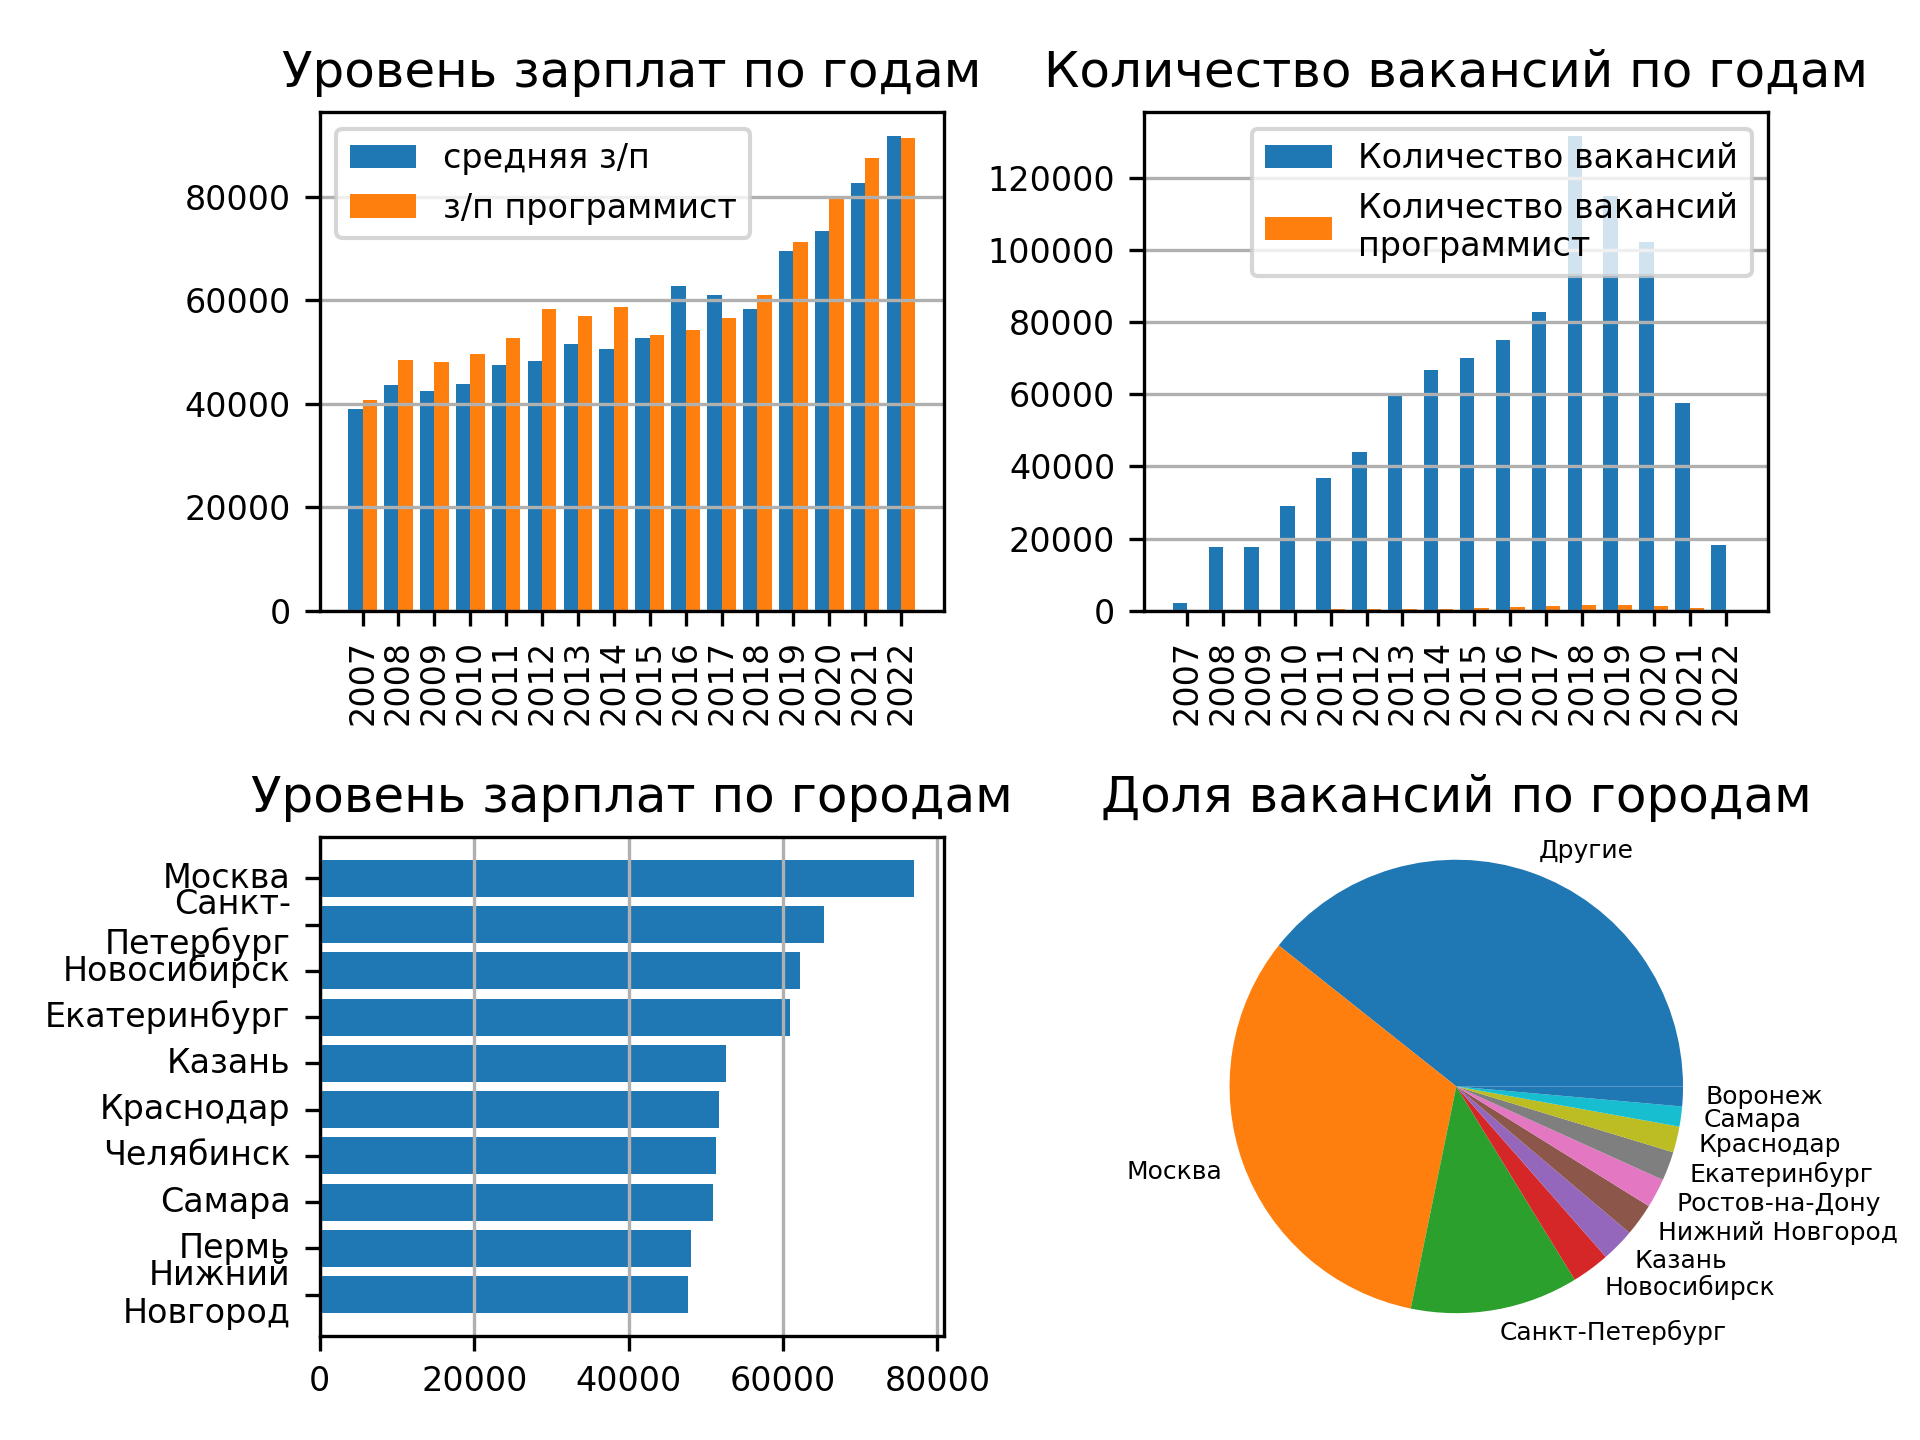 Уровень зарплат по годам
средняя з/п
з/п программист
80000
60000
40000
20000
0
2007
2008
2009
2010
2011
2012
2013
2014
2015
2016
2017
2018
2019
2020
2021
2022
Количество вакансий по годам
Количество вакансий
Количество вакансий
программист
120000
100000
80000
60000
40000
20000
0
2007
2008
2009
2010
2011
2012
2013
2014
2015
2016
2017
2018
2019
2020
2021
2022
Уровень зарплат по городам
Москва
Санкт-
Петербург
Новосибирск
Екатеринбург
Казань
Краснодар
Челябинск
Самара
Пермь
Нижний
Новгород
0 20000 40000 60000 80000
Доля вакансий по городам
Другие
Москва
Санкт-Петербург
Новосибирск
Казань
Нижний Новгород
Ростов-на-Дону
Екатеринбург
Краснодар
Самара
Воронеж